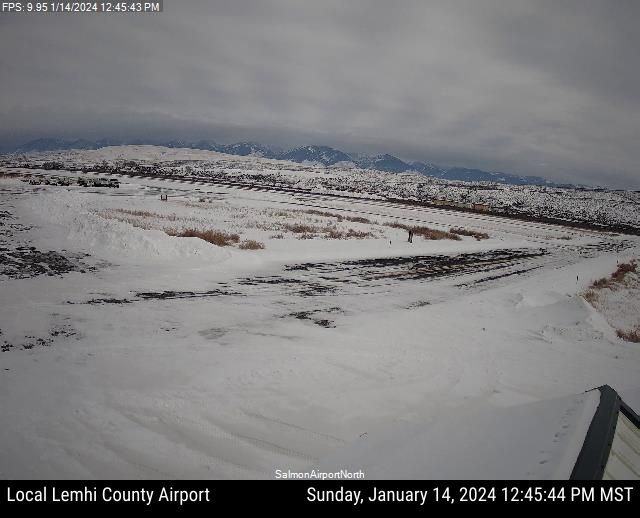 FPS: 9.95 1/14/2024 12:45:43 PM
SalmonAirportNorth
Local Lemhi County Airport Sunday, January 14, 2024 12:45:44 PM MST